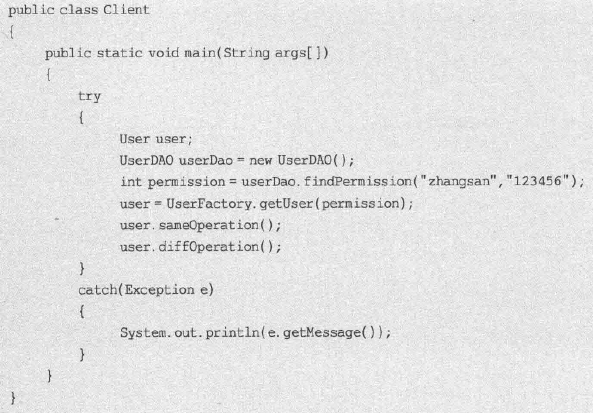 public class Client
{
public static void main(String args[])
{
try
{
User user;
UserDAO userDao = new UserDAO();
int permission = userDao.findPermission("zhangsan","123456");
user = UserFactory.getUser(permission);
user.sameOperation();
user.diffOperation();
}
catch(Exception e)
{
System.out.println(e.getMessage());
}
}
}